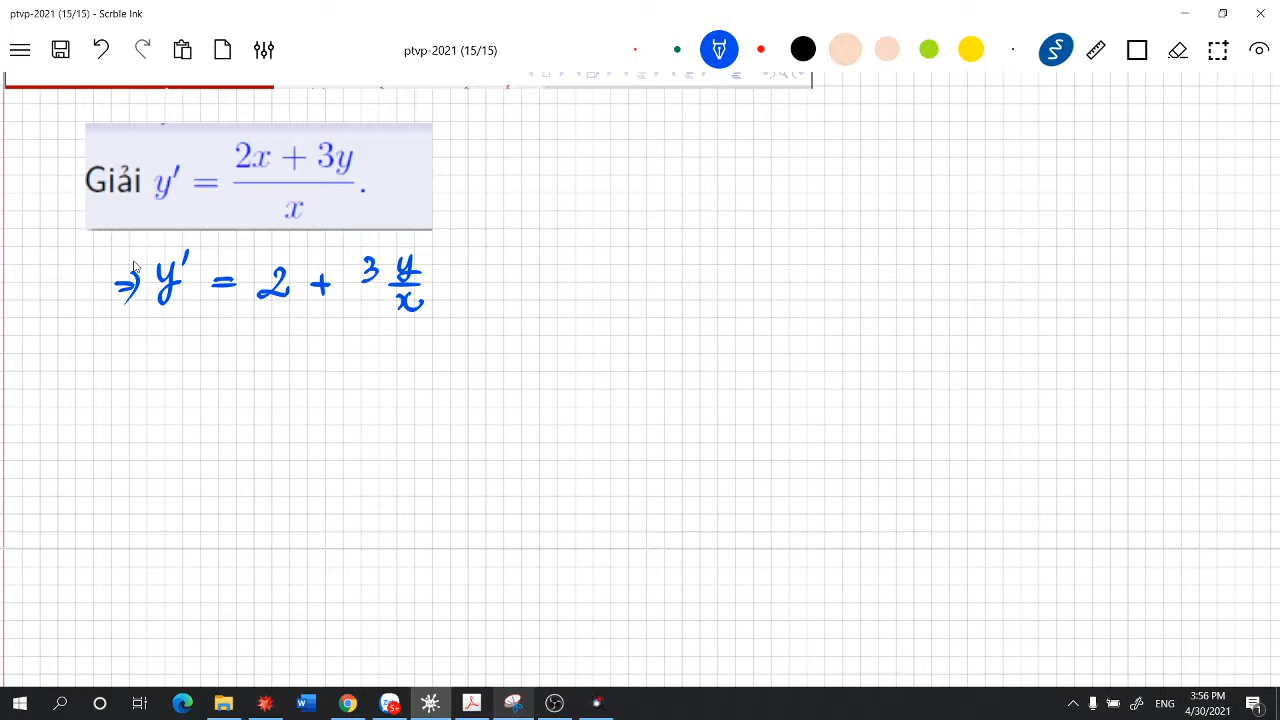 ptvp-2021 (15/15) - Scrble Ink
ptvp-2021 (15/15)
Giải y′ = (2x + 3y)/x.
⇒ y′ = 2 + 3 y/x
5+
ENG
3:56 PM
4/30/2021